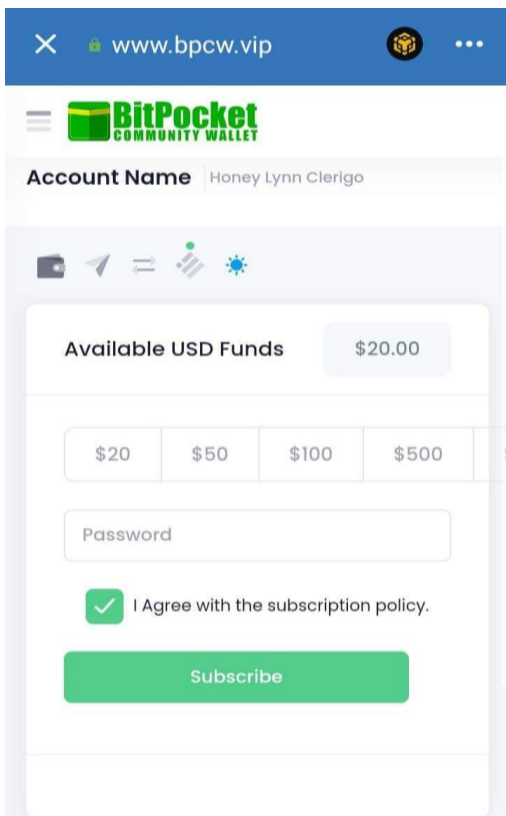 www.bpcw.vip
BitPocket
COMMUNITY WALLET
Account Name Honey Lynn Clerigo
Available USD Funds $20.00
$20 $50 $100 $500
Password
I Agree with the subscription policy.
Subscribe